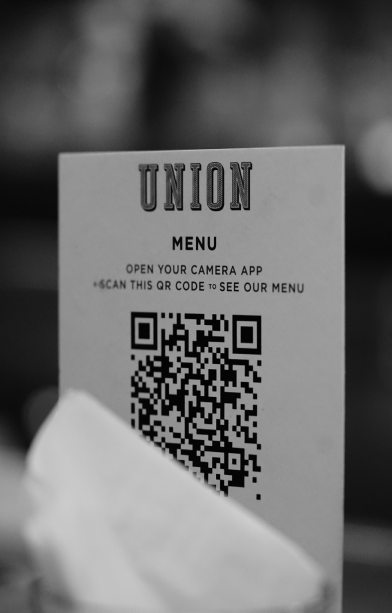 UNION
MENU
OPEN YOUR CAMERA APP
+SCAN THIS QR CODE TO SEE OUR MENU